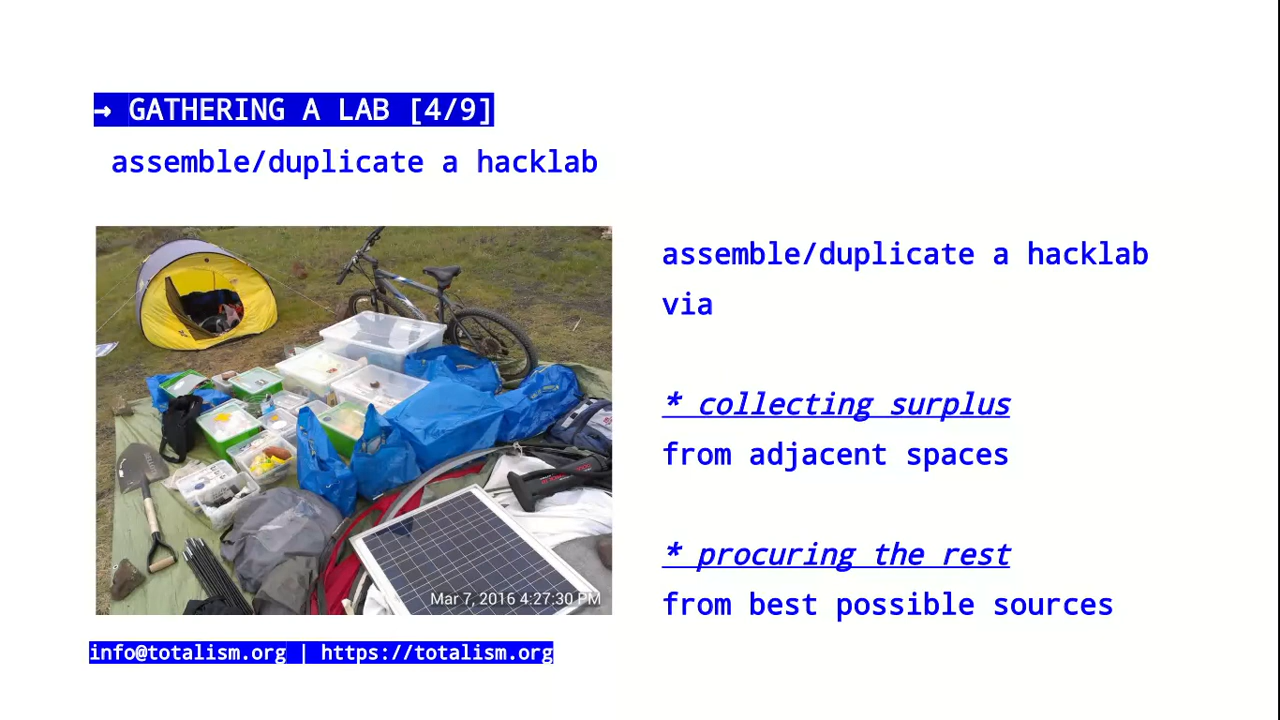 → GATHERING A LAB [4/9]
assemble/duplicate a hacklab
assemble/duplicate a hacklab
via
* collecting surplus
from adjacent spaces
* procuring the rest
from best possible sources
Mar 7, 2016 4:27:30 PM
info@totalism.org | https://totalism.org